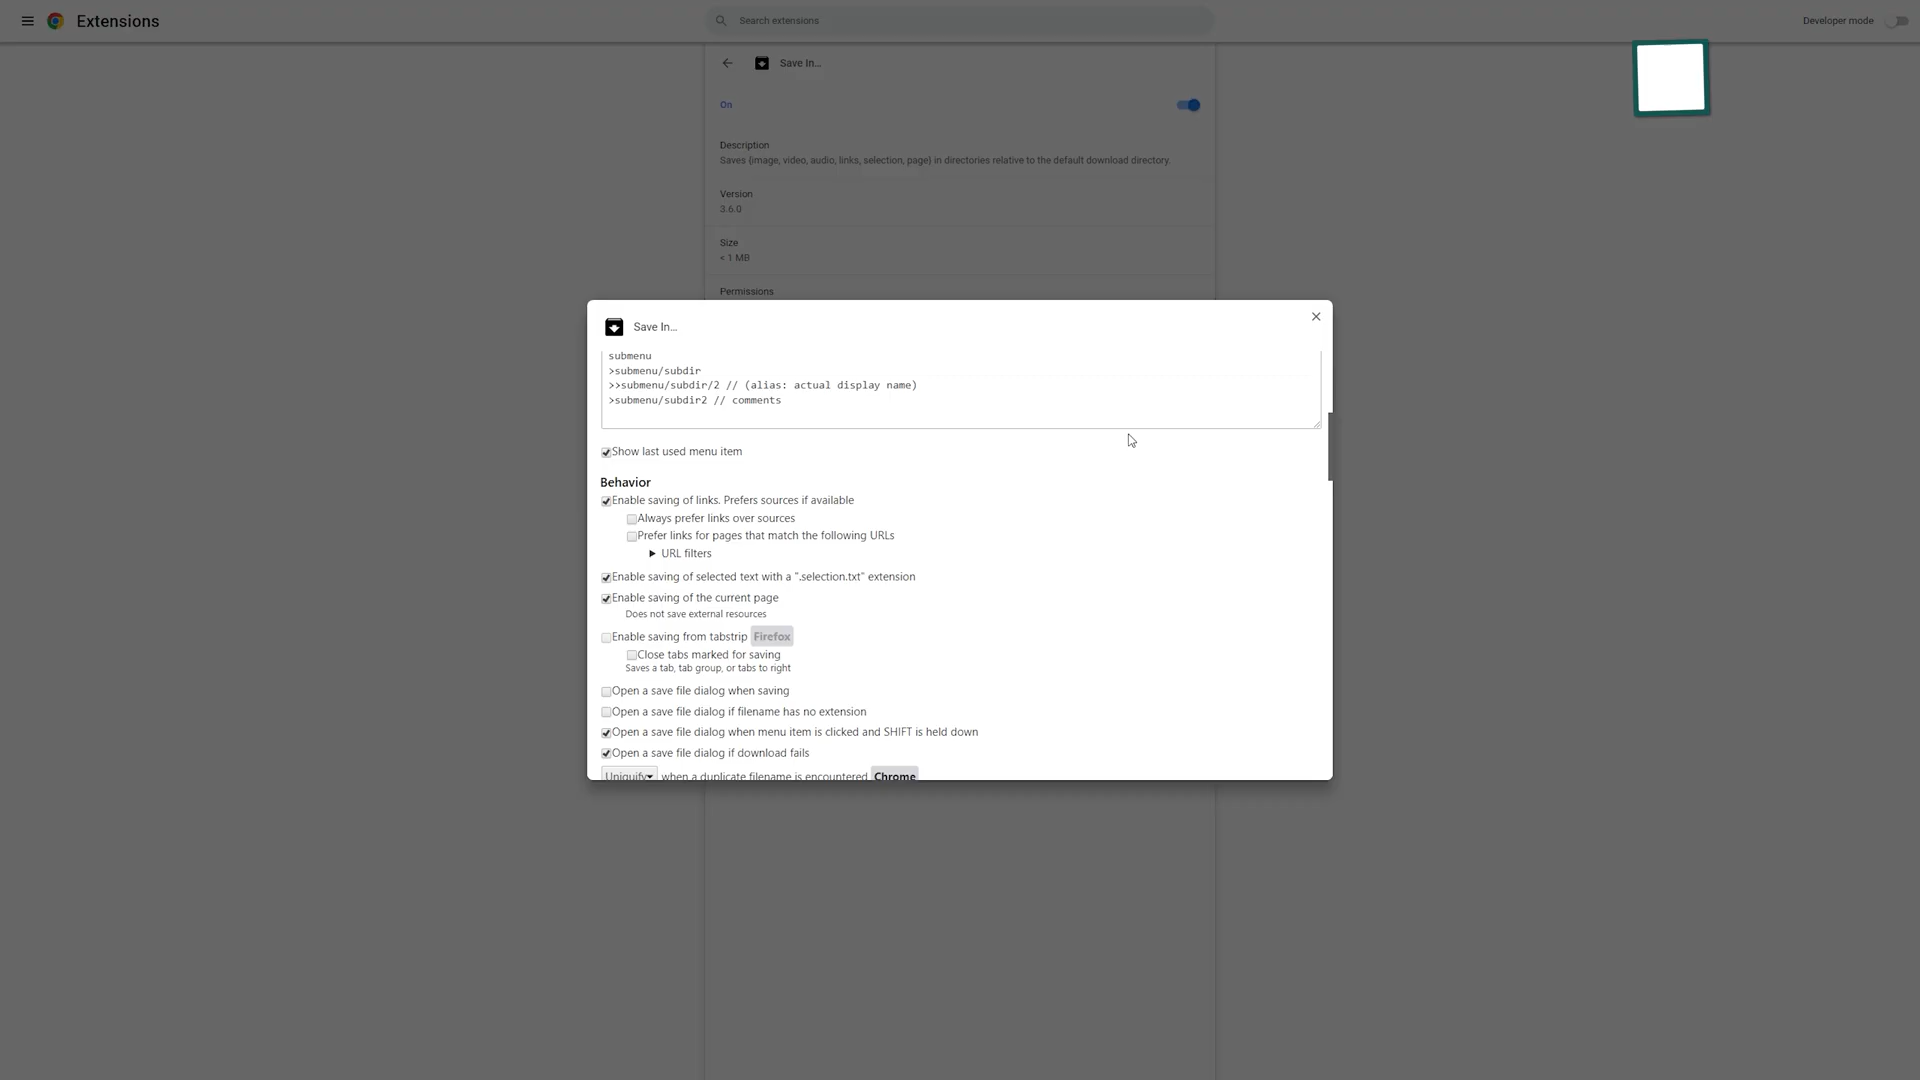 Extensions
Search extensions
Developer mode
Save In...
On
Description
Saves {image, video, audio, links, selection, page} in directories relative to the default download directory.
Version
3.6.0
Size
< 1 MB
Permissions
Save In...
submenu
>submenu/subdir
>>submenu/subdir/2 // (alias: actual display name)
>submenu/subdir2 // comments
Show last used menu item
Behavior
Enable saving of links. Prefers sources if available
Always prefer links over sources
Prefer links for pages that match the following URLs
URL filters
Enable saving of selected text with a ".selection.txt" extension
Enable saving of the current page
Does not save external resources
Enable saving from tabstrip Firefox
Close tabs marked for saving
Saves a tab, tab group, or tabs to right
Open a save file dialog when saving
Open a save file dialog if filename has no extension
Open a save file dialog when menu item is clicked and SHIFT is held down
Open a save file dialog if download fails
Uniquify when a duplicate filename is encountered Chrome